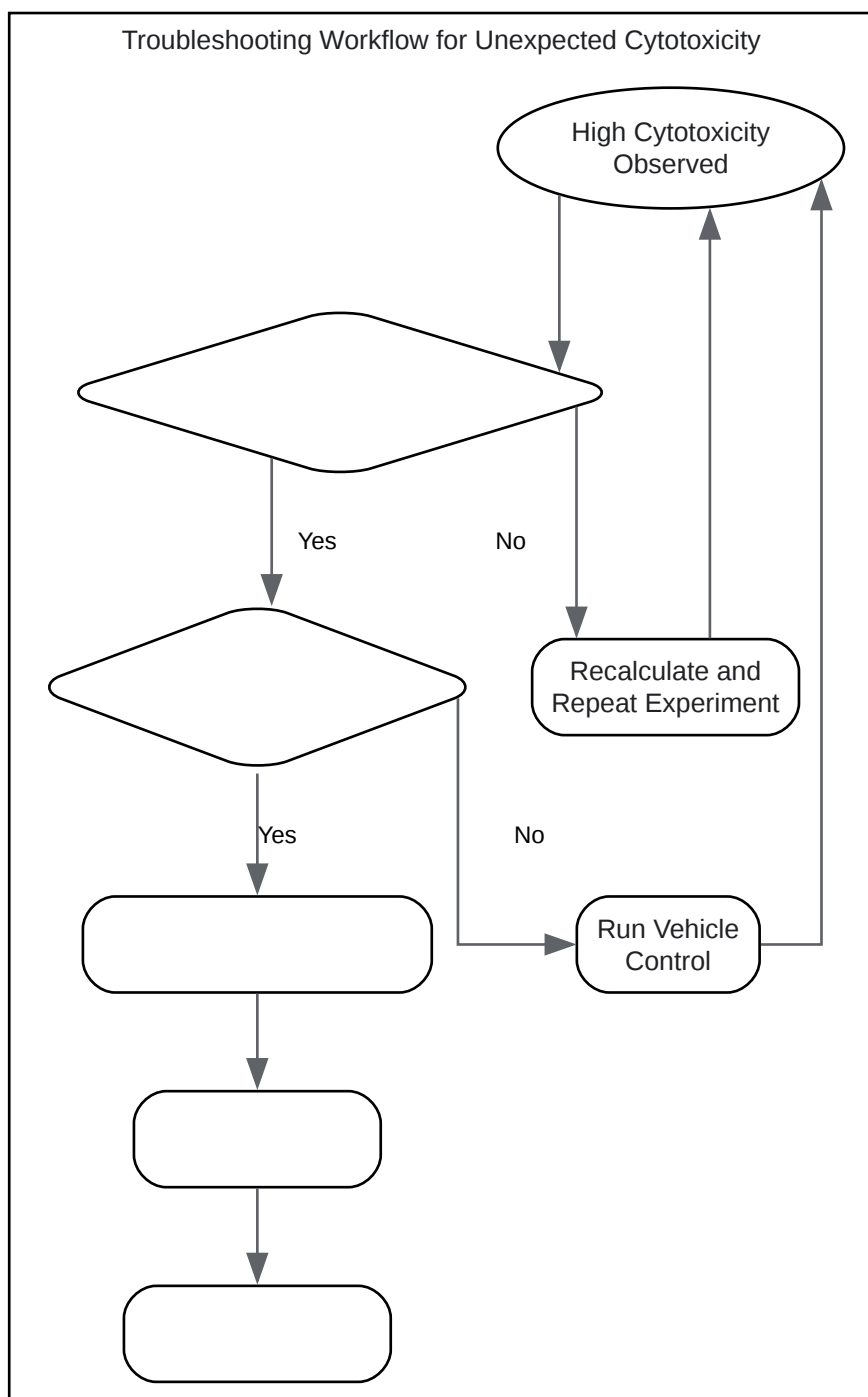 Troubleshooting Workflow for Unexpected Cytotoxicity
High Cytotoxicity
Observed
Yes
No
Recalculate and
Repeat Experiment
Yes
No
Run Vehicle
Control